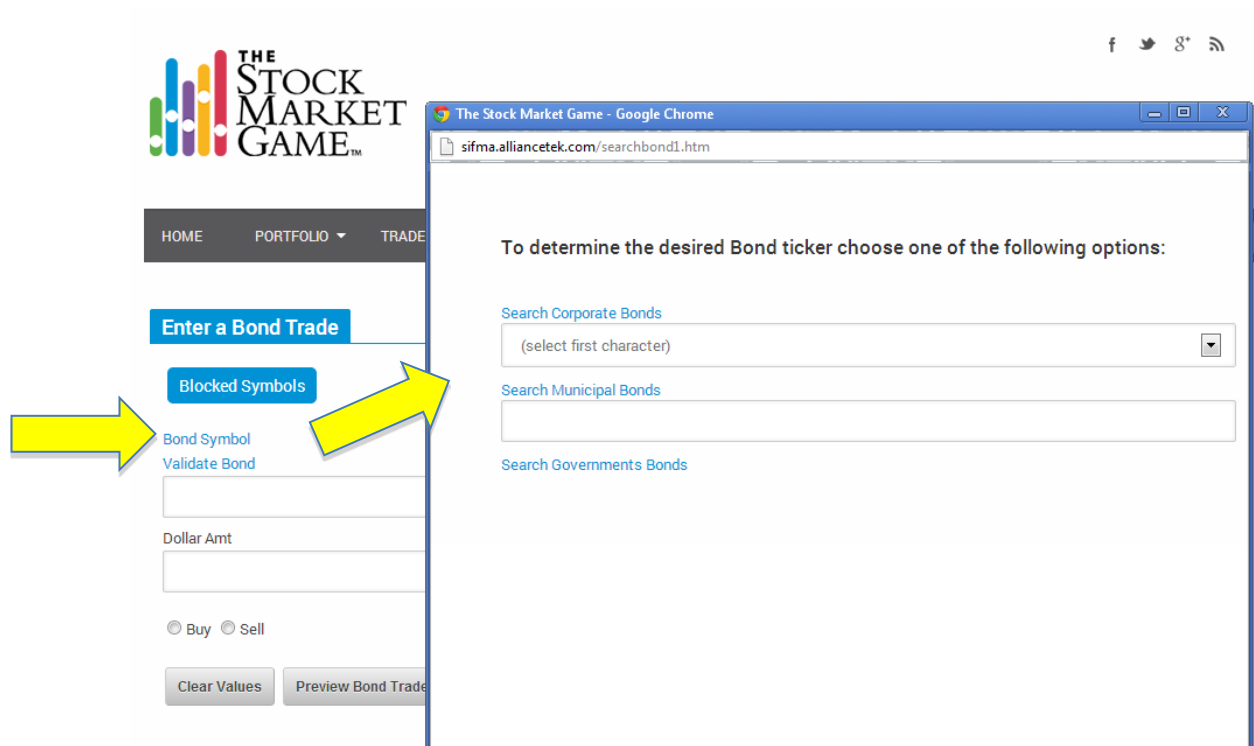 THE
STOCK
MARKET
GAME™
f 8+
The Stock Market Game - Google Chrome
sifma.alliancetek.com/searchbond1.htm
HOME PORTFOLIO TRADE
To determine the desired Bond ticker choose one of the following options:
Search Corporate Bonds
(select first character)
Search Municipal Bonds
Search Governments Bonds
Enter a Bond Trade
Blocked Symbols
Bond Symbol
Validate Bond
Dollar Amt
Buy Sell
Clear Values Preview Bond Trade